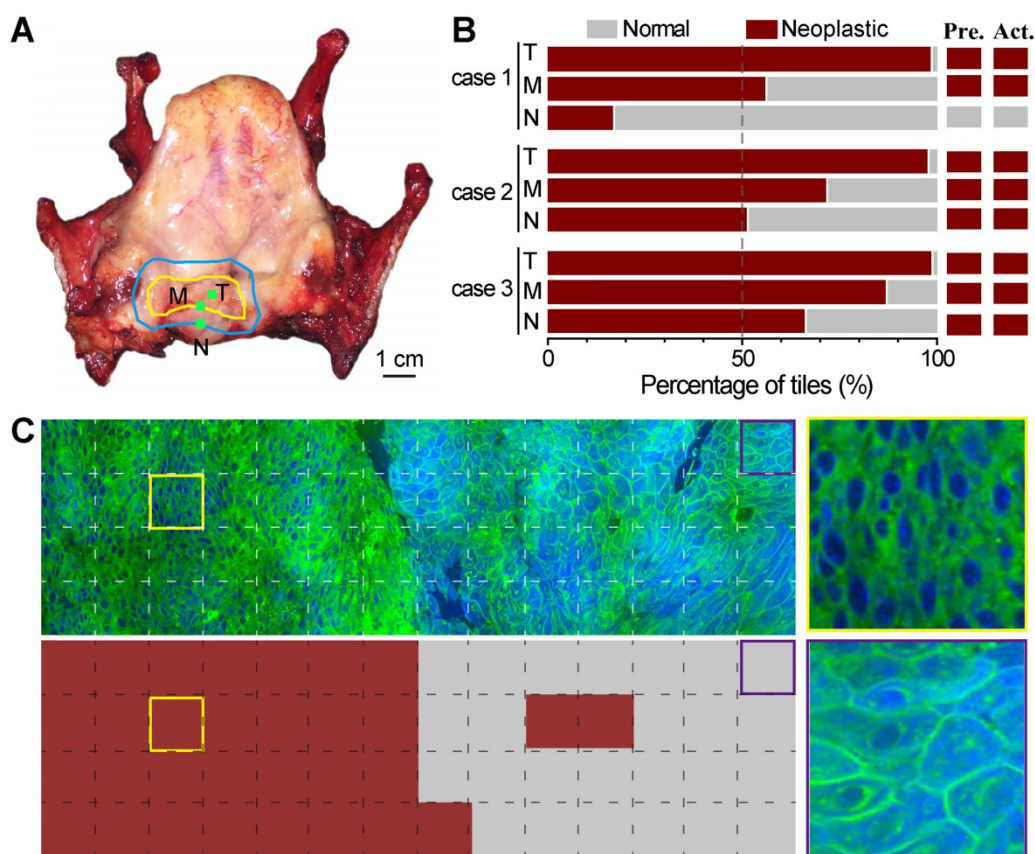 A
M
T
N
1 cm
B
Normal
Neoplastic
Pre.
Act.
case 1
T
M
N
case 2
T
M
N
case 3
T
M
N
0
50
100
Percentage of tiles (%)
C